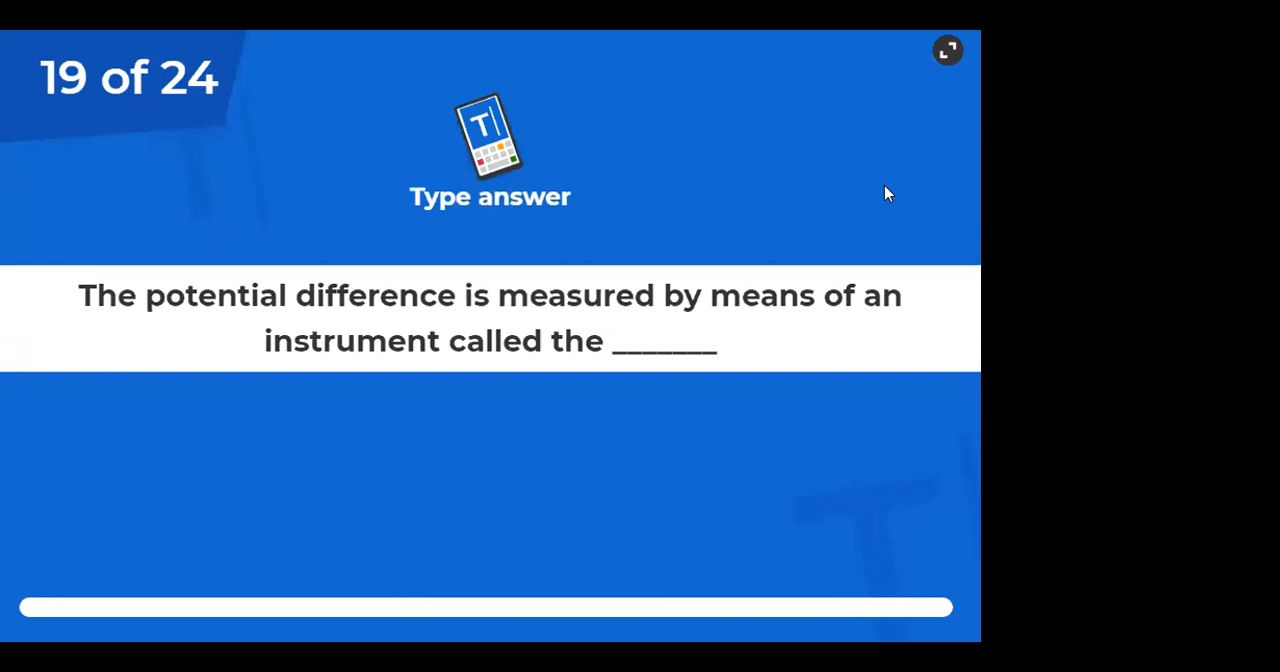 19 of 24
T
Type answer
The potential difference is measured by means of an
instrument called the _______